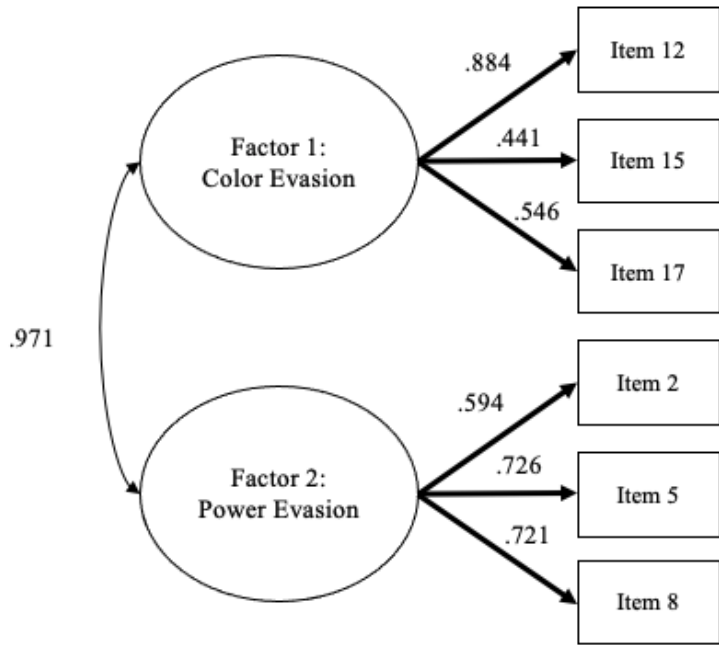 Item 12
.884
Factor 1:
Color Evasion
.441
Item 15
.546
Item 17
.971
Item 2
.594
Factor 2:
Power Evasion
.726
Item 5
.721
Item 8